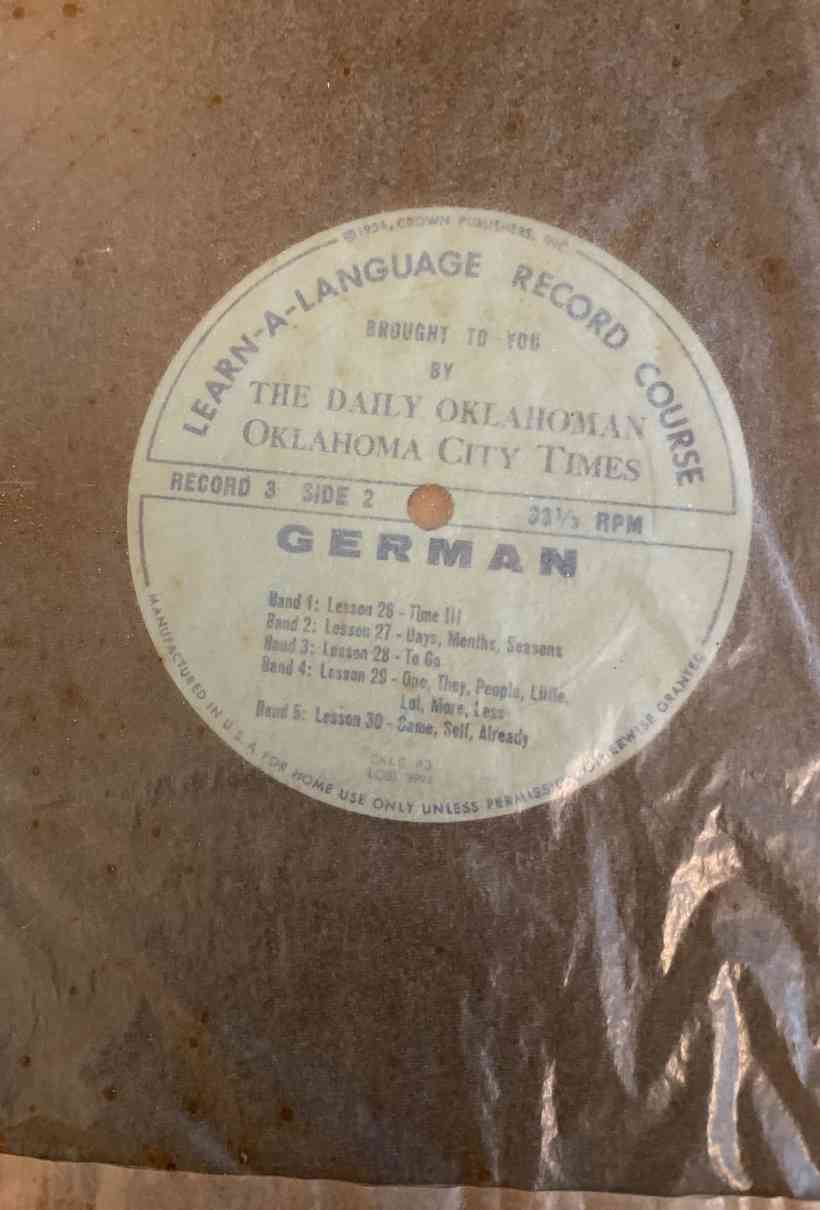 ©1954, CROWN PUBLISHERS, INC
LEARN-A-LANGUAGE RECORD COURSE
BROUGHT TO YOU
BY
THE DAILY OKLAHOMAN
OKLAHOMA CITY TIMES
RECORD 3 SIDE 2 33⅓ RPM
GERMAN
Band 1: Lesson 26 - Time III
Band 2: Lesson 27 - Days, Months, Seasons
Band 3: Lesson 28 - To Go
Band 4: Lesson 29 - One, They, People, Little,
Lot, More, Less
Band 5: Lesson 30 - Same, Self, Already
MANUFACTURED IN U.S.A. FOR HOME USE ONLY UNLESS PERMISSION OTHERWISE GRANTED